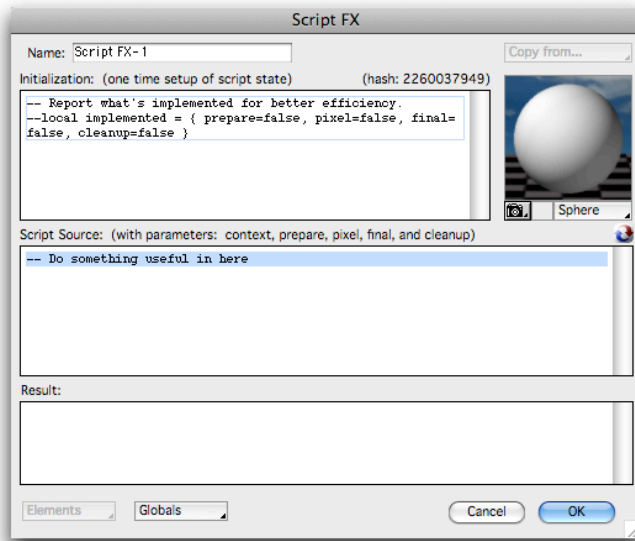 Script FX
Name: Script FX-1
Copy from...
Initialization: (one time setup of script state) (hash: 2260037949)
-- Report what's implemented for better efficiency.
--local implemented = { prepare=false, pixel=false, final=
false, cleanup=false }
Sphere
Script Source: (with parameters: context, prepare, pixel, final, and cleanup)
-- Do something useful in here
Result:
Elements
Globals
Cancel
OK